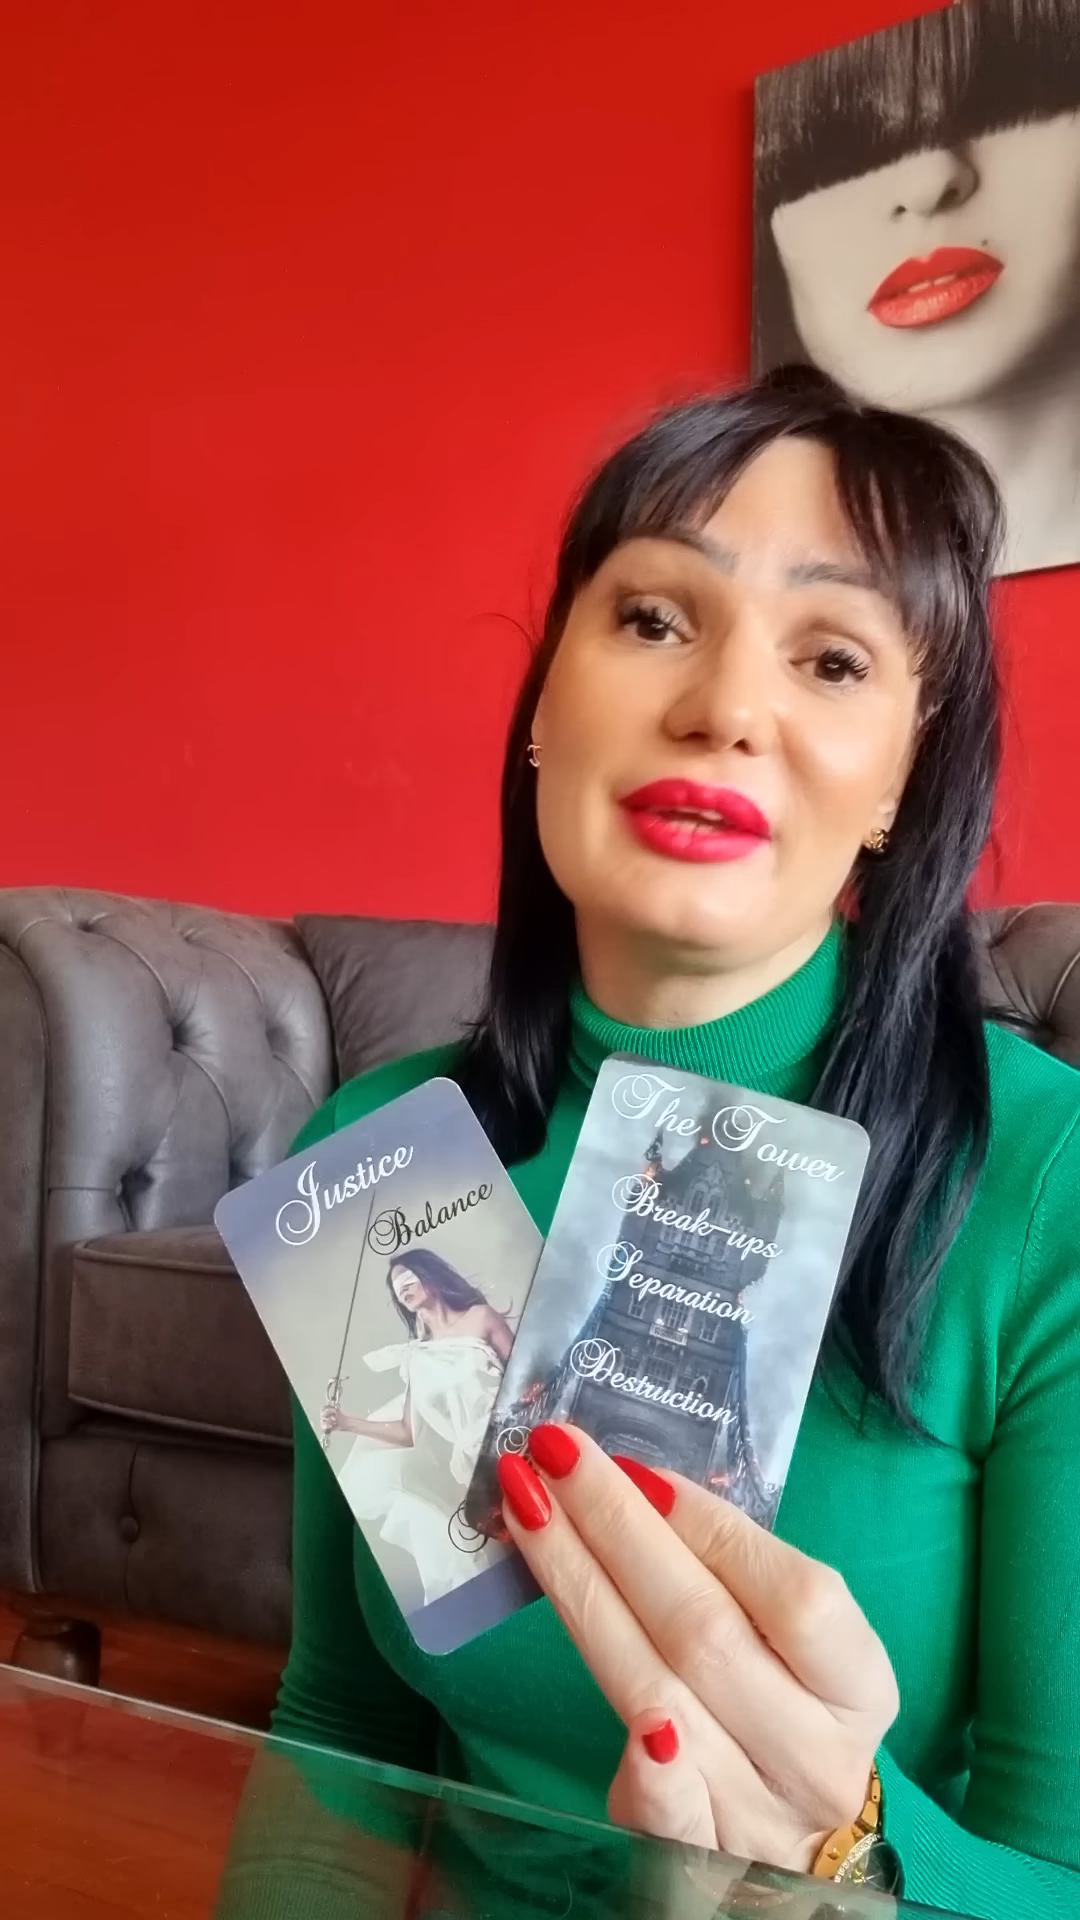 Justice
Balance
The Tower
Break-ups
Separation
Destruction